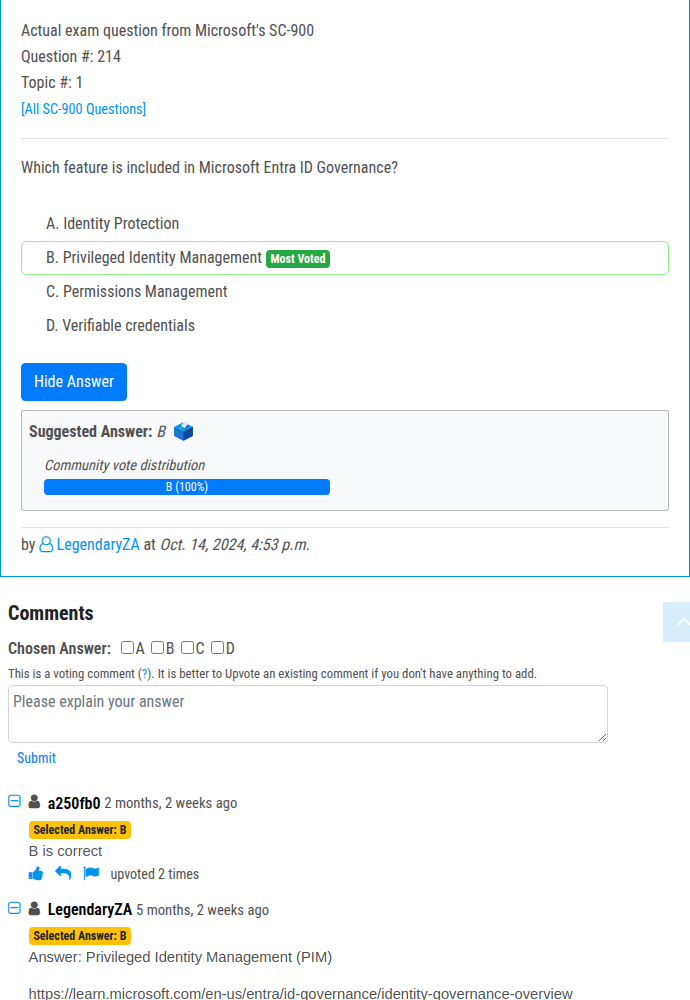 Actual exam question from Microsoft's SC-900
Question #: 214
Topic #: 1
[All SC-900 Questions]
Which feature is included in Microsoft Entra ID Governance?
A. Identity Protection
B. Privileged Identity Management Most Voted
C. Permissions Management
D. Verifiable credentials
Hide Answer
Suggested Answer: B
Community vote distribution
B (100%)
by LegendaryZA at Oct. 14, 2024, 4:53 p.m.
Comments
Chosen Answer: A B C D
This is a voting comment (?). It is better to Upvote an existing comment if you don't have anything to add.
Please explain your answer
Submit
a250fb0 2 months, 2 weeks ago
Selected Answer: B
B is correct
upvoted 2 times
LegendaryZA 5 months, 2 weeks ago
Selected Answer: B
Answer: Privileged Identity Management (PIM)
https://learn.microsoft.com/en-us/entra/id-governance/identity-governance-overview